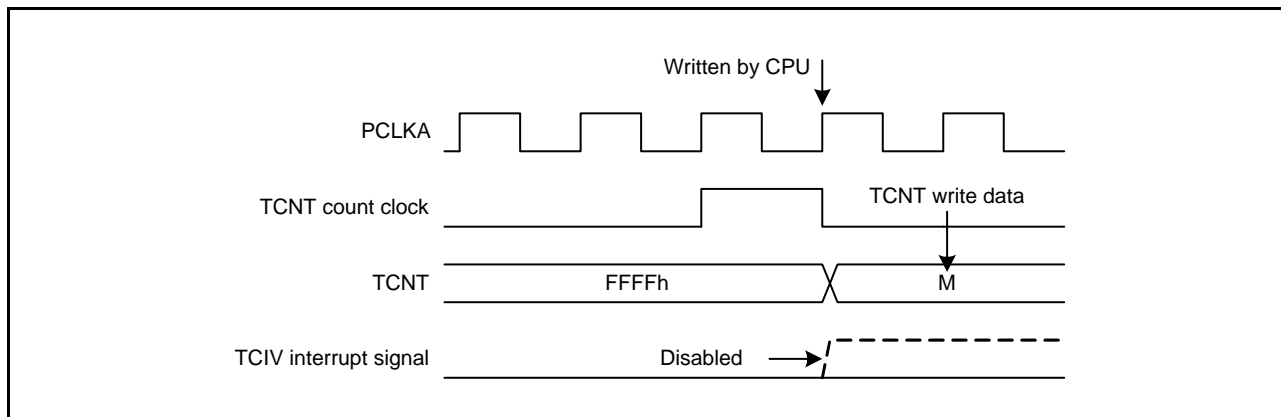 Written by CPU
PCLKA
TCNT count clock
TCNT write data
TCNT
FFFFh
M
TCIV interrupt signal
Disabled